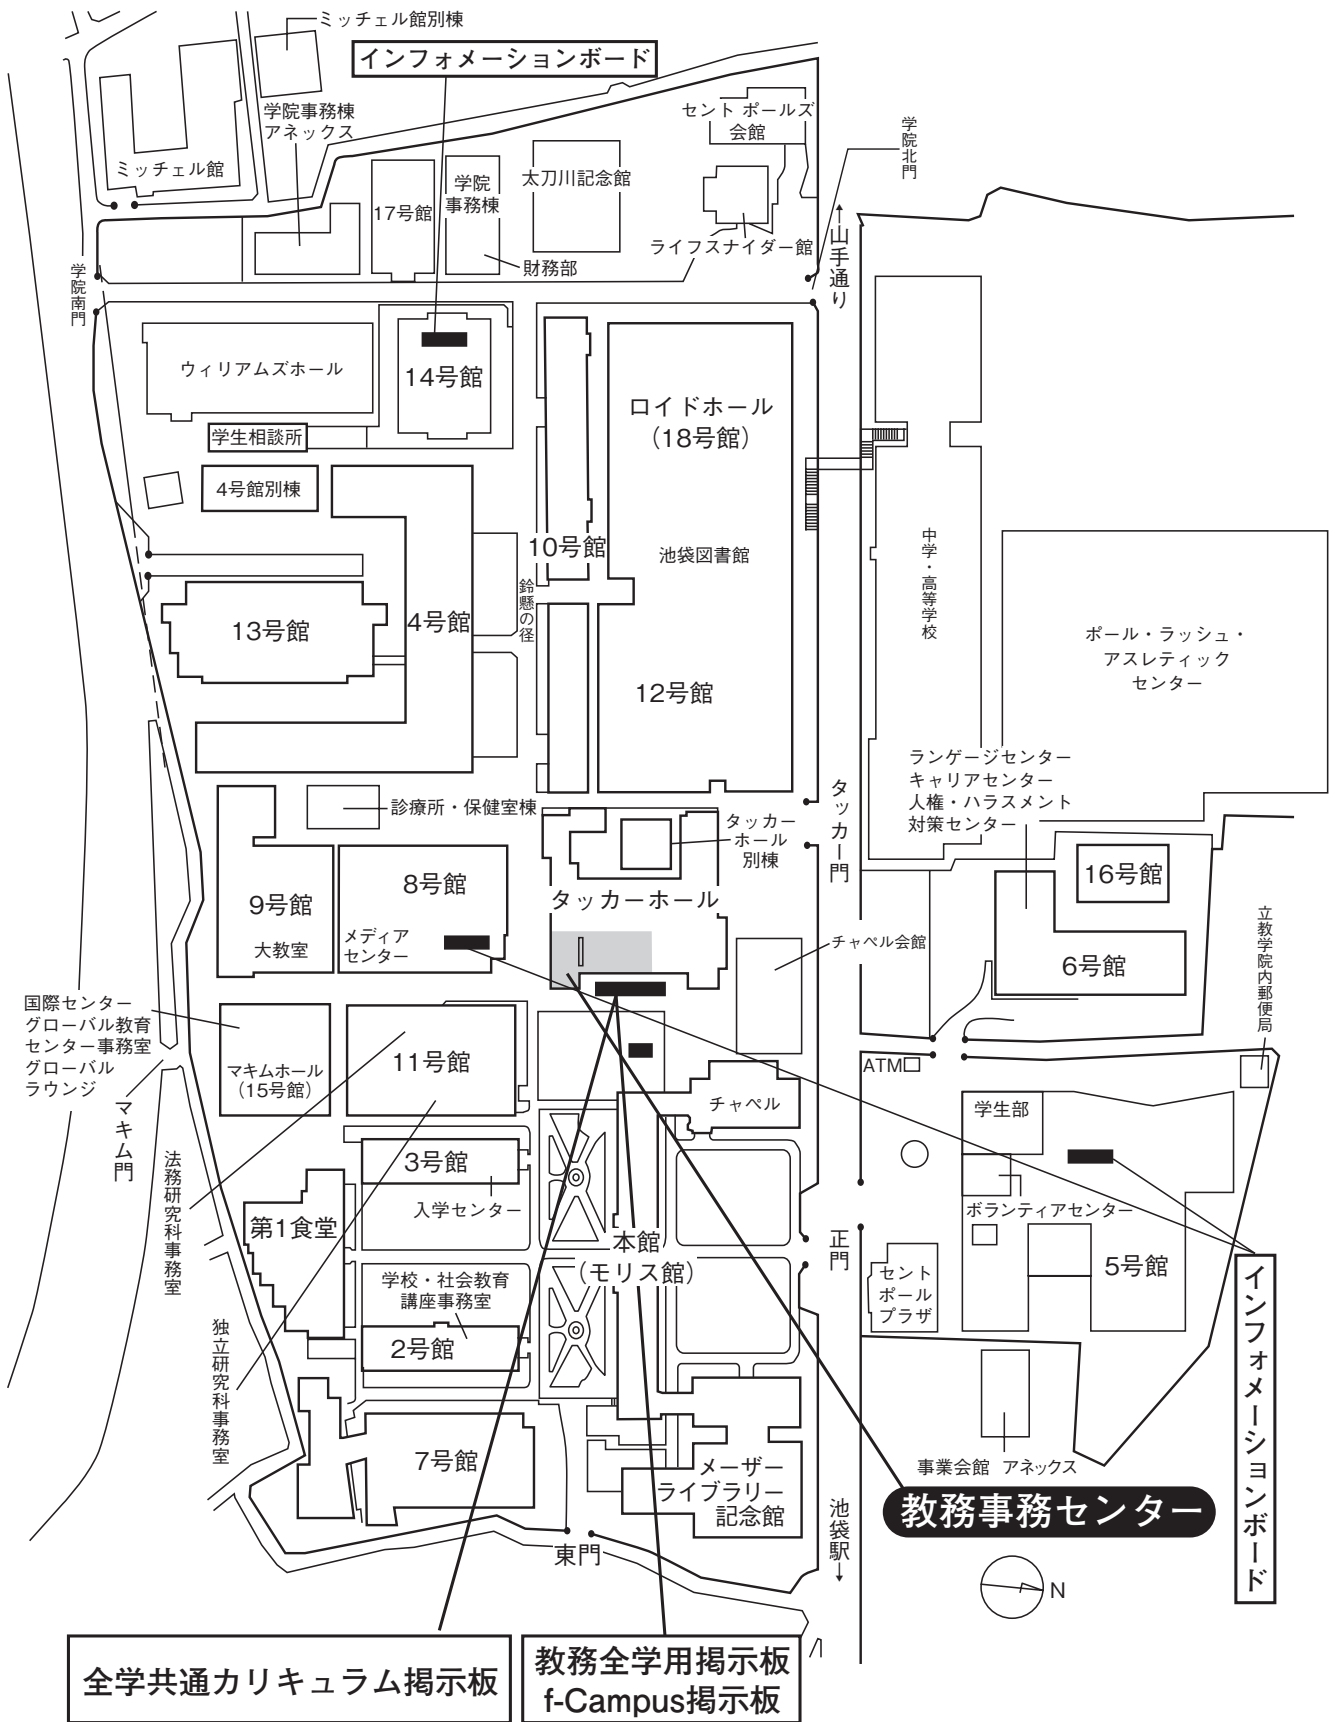 ミッチェル館別棟
インフォメーションボード
学院事務棟
アネックス
セント ポールズ
会館
学院北門
ミッチェル館
17号館
学院
事務棟
太刀川記念館
ライフスナイダー館
↑山手通り
財務部
学院南門
ウィリアムズホール
14号館
ロイドホール
(18号館)
学生相談所
4号館別棟
10号館
池袋図書館
中学・高等学校
鈴懸の径
13号館
4号館
ポール・ラッシュ・
アスレティック
センター
12号館
ランゲージセンター
キャリアセンター
人権・ハラスメント
対策センター
診療所・保健室棟
タッカー
ホール
別棟
タッカー門
16号館
8号館
9号館
大教室
メディア
センター
タッカーホール
チャペル会館
6号館
立教学院内郵便局
国際センター
グローバル教育
センター事務室
グローバル
ラウンジ
マキムホール
(15号館)
11号館
ATM
チャペル
学生部
マキム門
3号館
入学センター
法務研究科事務室
第1食堂
ボランティアセンター
本館
(モリス館)
正門
5号館
セント
ポール
プラザ
学校・社会教育
講座事務室
2号館
独立研究科事務室
インフォメーションボード
7号館
メーザー
ライブラリー
記念館
事業会館 アネックス
教務事務センター
池袋駅↓
東門
N
全学共通カリキュラム掲示板
教務全学用掲示板
f-Campus掲示板